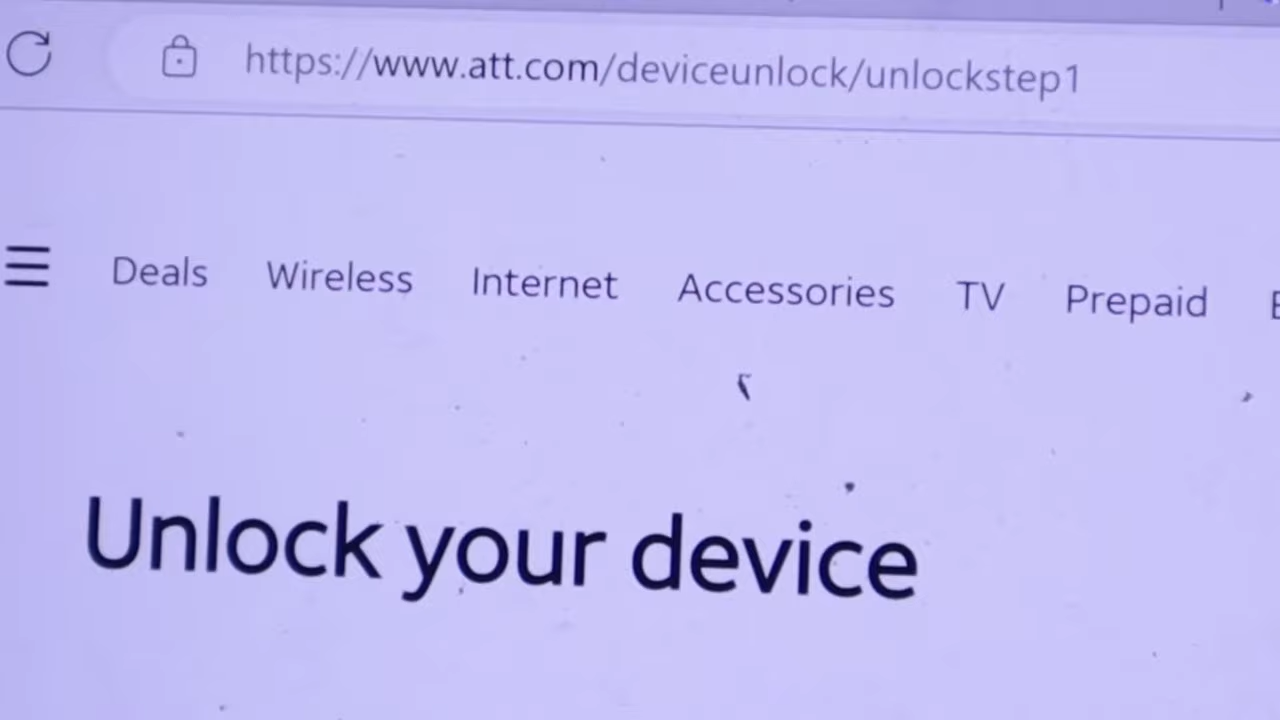 https://www.att.com/deviceunlock/unlockstep1
Deals Wireless Internet Accessories TV Prepaid
Unlock your device